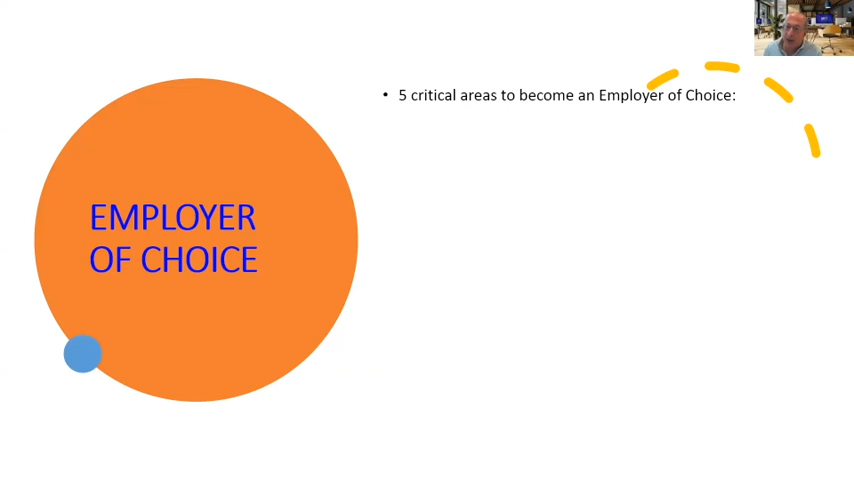 • 5 critical areas to become an Employer of Choice:
EMPLOYER
OF CHOICE